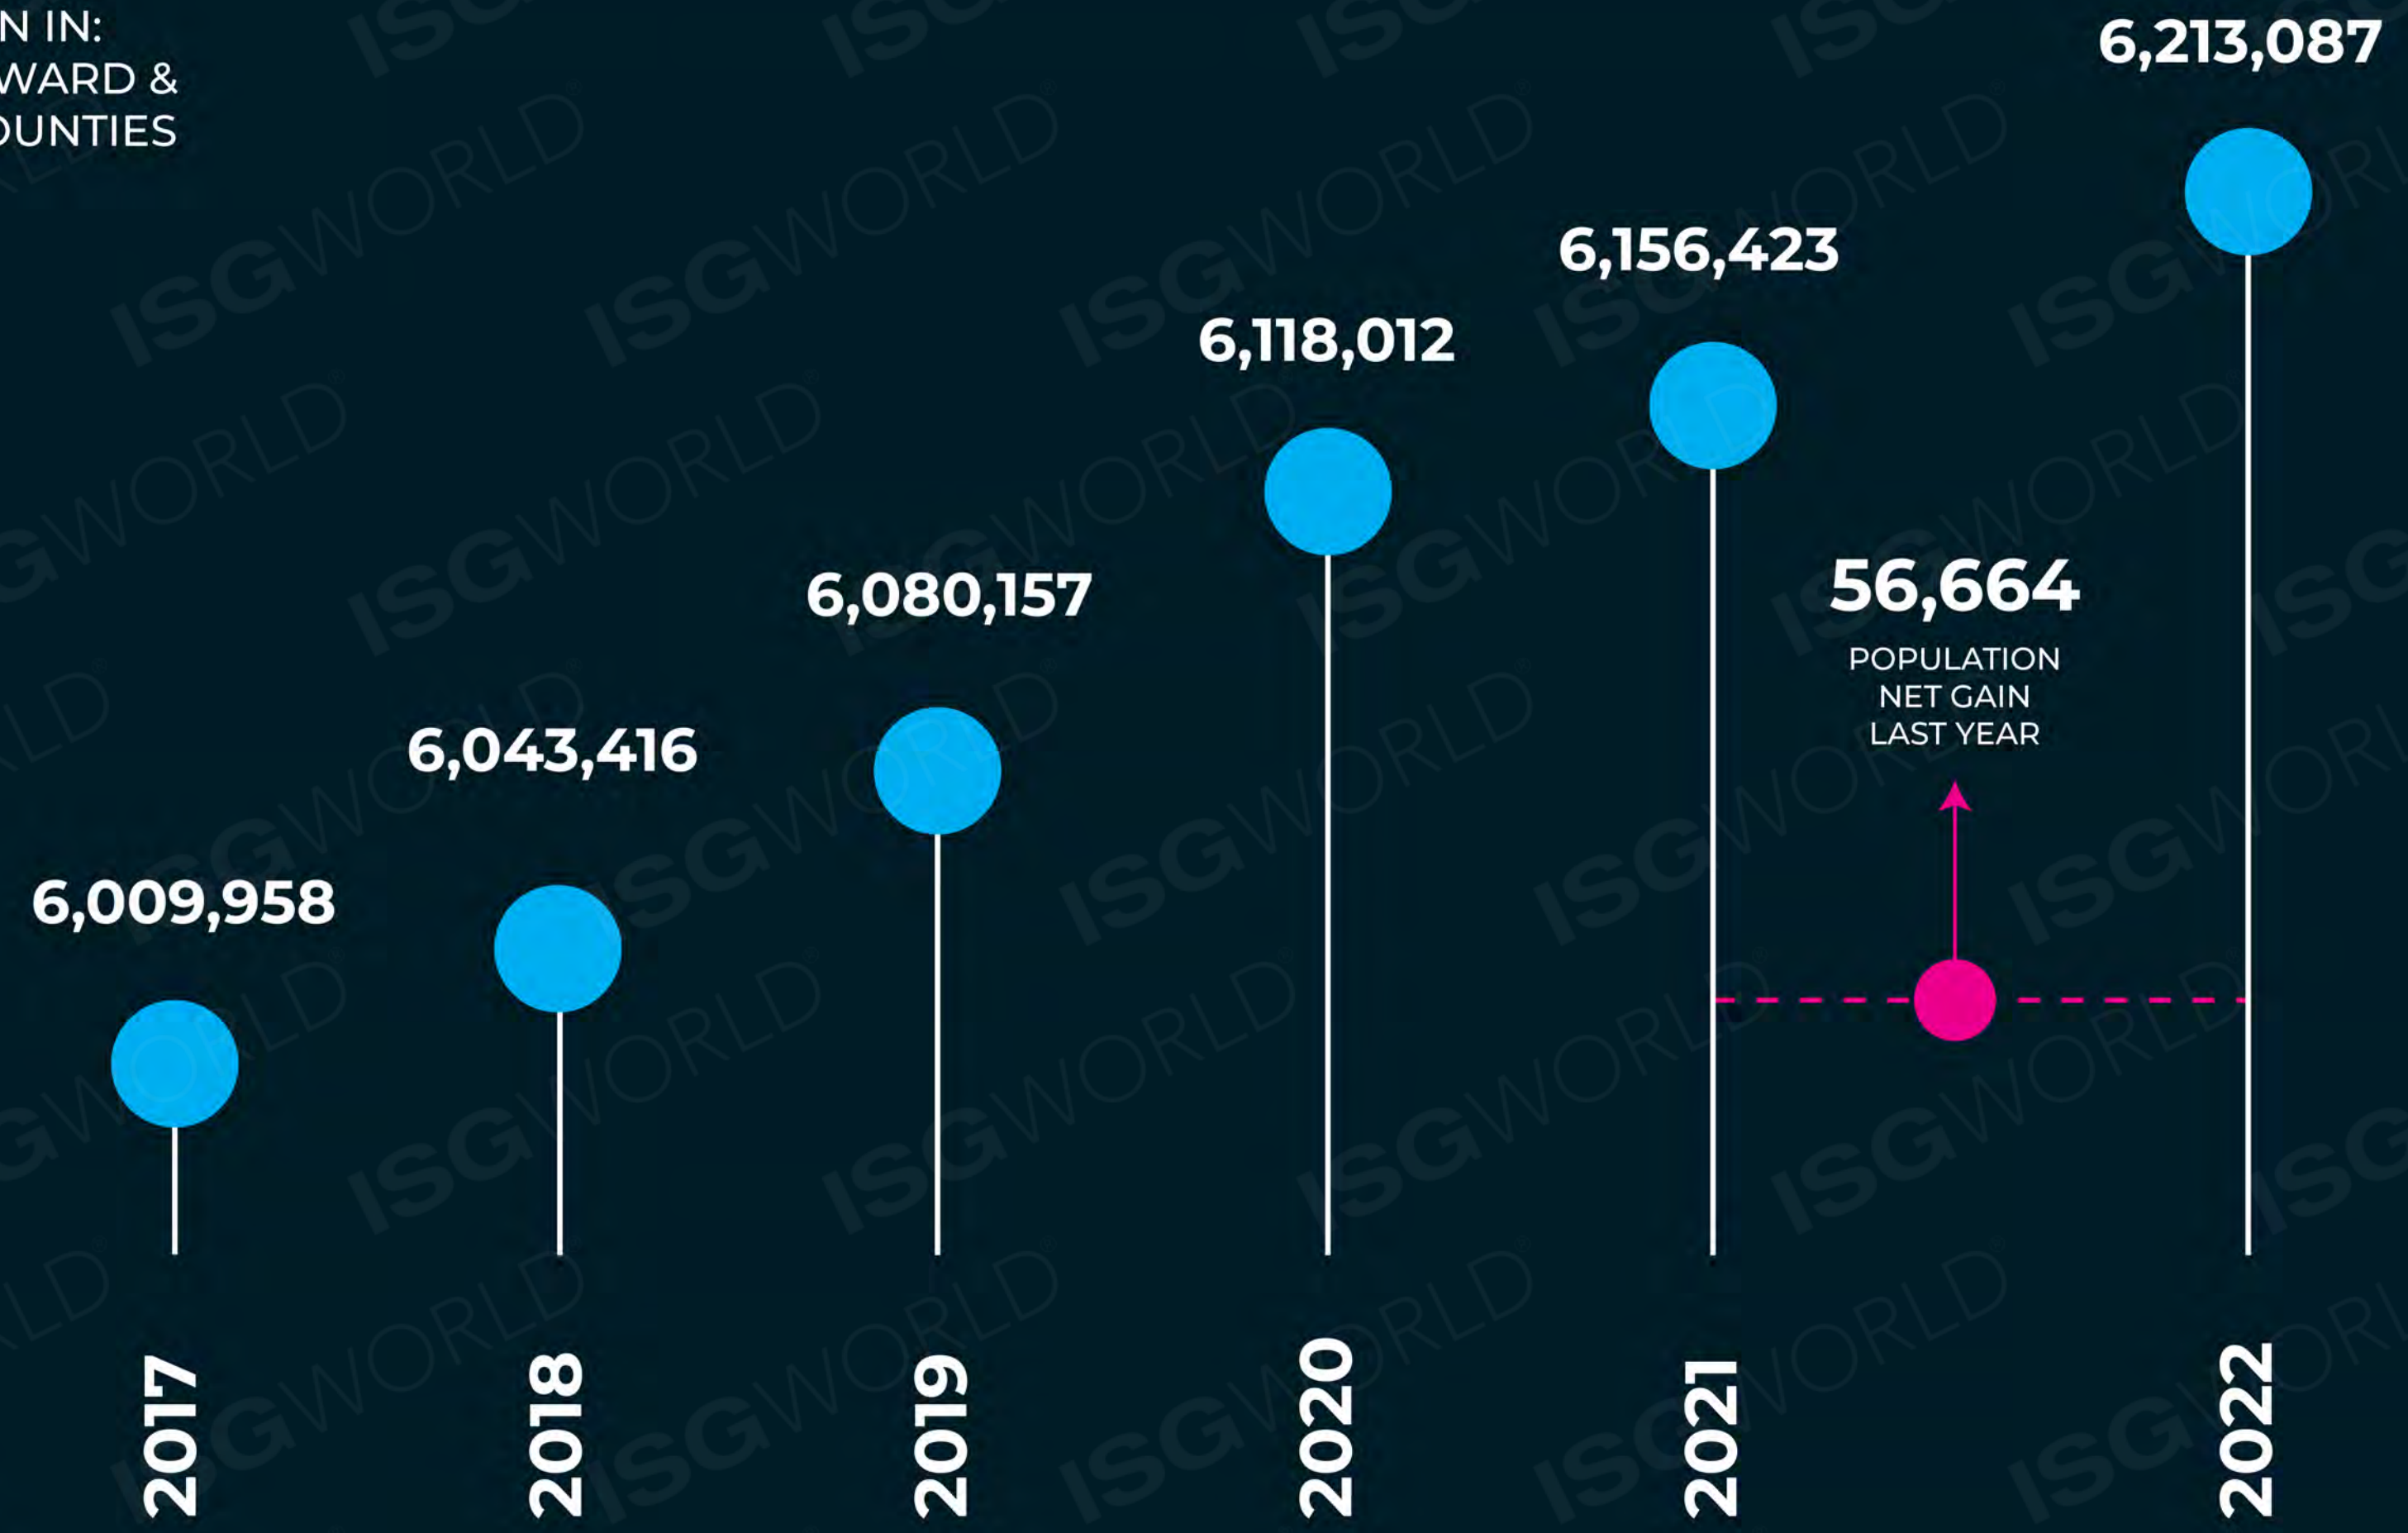 N IN:
WARD &
OUNTIES
6,213,087
6,156,423
6,118,012
56,664
POPULATION
NET GAIN
LAST YEAR
6,080,157
6,043,416
6,009,958
2017
2018
2019
2020
2021
2022
ISGWORLD